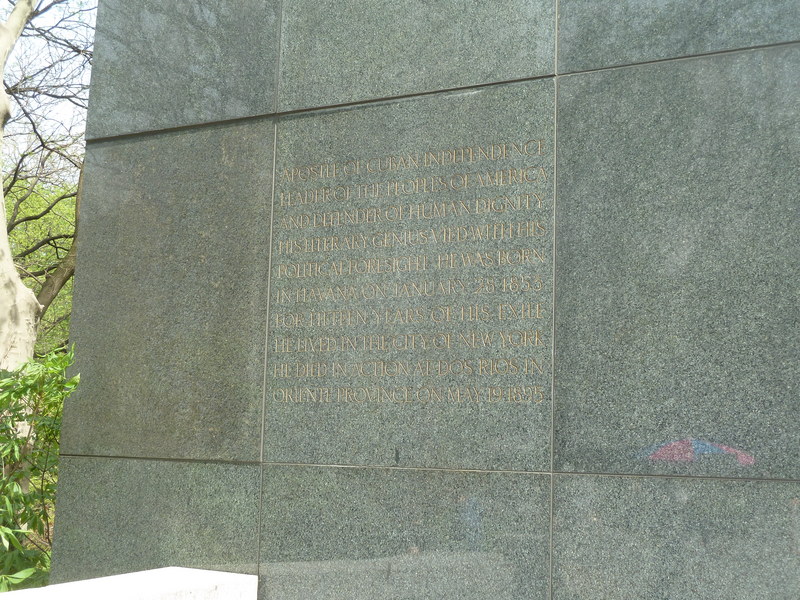 APOSTLE OF CUBAN INDEPENDENCE
LEADER OF THE PEOPLES OF AMERICA
AND DEFENDER OF HUMAN DIGNITY
HIS LITERARY GENIUS VIED WITH HIS
POLITICAL FORESIGHT. HE WAS BORN
IN HAVANA ON JANUARY 28, 1853.
FOR FIFTEEN YEARS OF HIS EXILE
HE LIVED IN THE CITY OF NEW YORK
HE DIED IN ACTION AT DOS RIOS IN
ORIENTE PROVINCE ON MAY 19, 1895